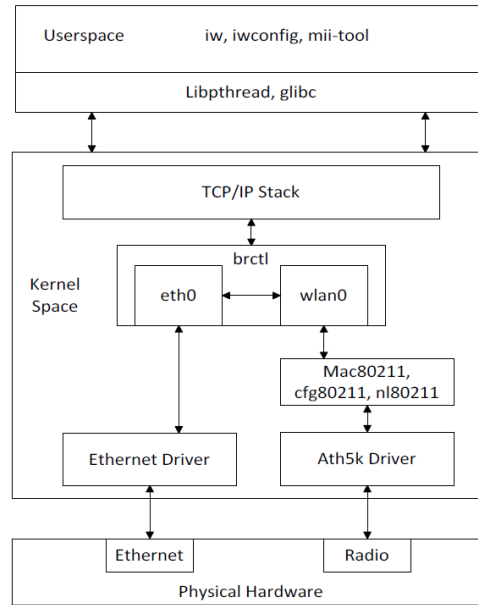 Userspace iw, iwconfig, mii-tool
Libpthread, glibc
TCP/IP Stack
brctl
Kernel
Space
eth0 wlan0
Mac80211,
cfg80211, nl80211
Ethernet Driver Ath5k Driver
Ethernet Radio
Physical Hardware